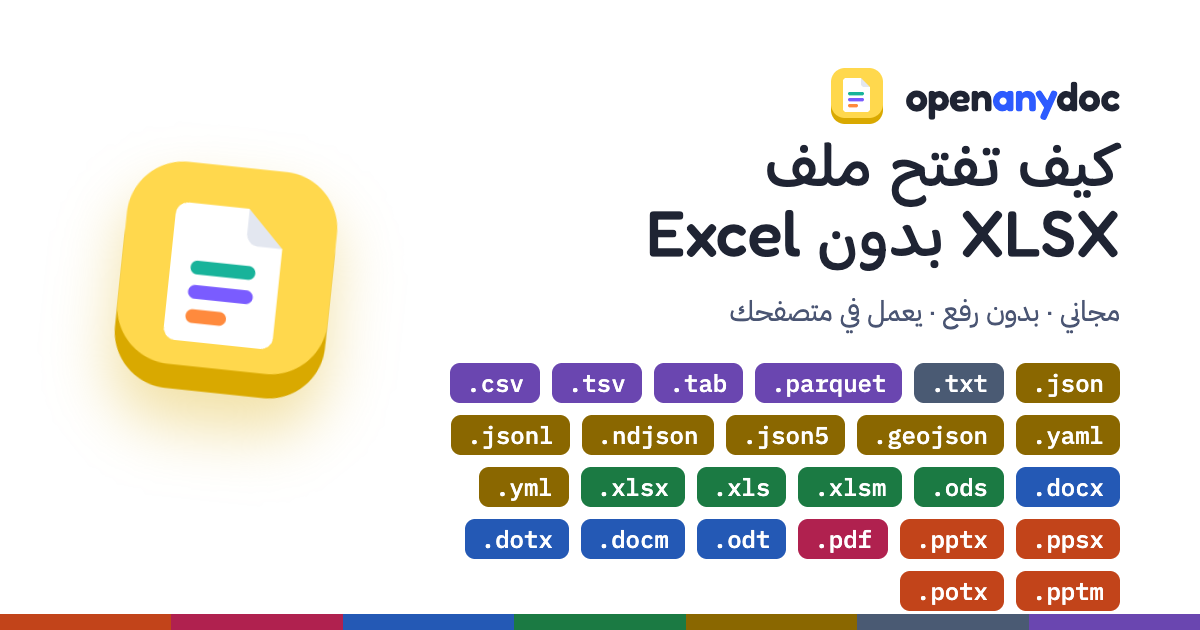 openanydoc
كيف تفتح ملف
XLSX بدون Excel
مجاني · بدون رفع · يعمل في متصفحك
.csv .tsv .tab .parquet .txt .json
.jsonl .ndjson .json5 .geojson .yaml
.yml .xlsx .xls .xlsm .ods .docx
.dotx .docm .odt .pdf .pptx .ppsx
.potx .pptm